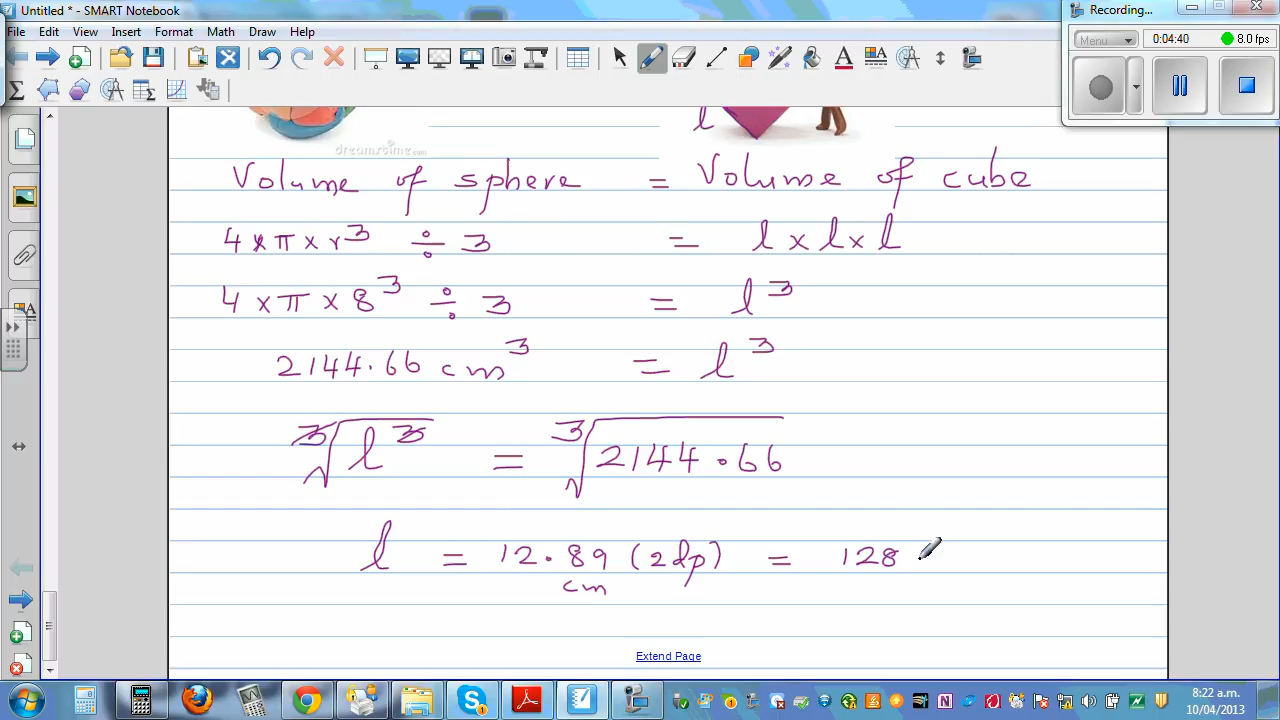 Untitled * - SMART Notebook
Recording...
File Edit View Insert Format Math Draw Help
Menu 0:04:40 8.0 fps
l
dreamstime.com
Volume of sphere = Volume of cube
4 x π x r³ ÷ 3 = l x l x l
4 x π x 8³ ÷ 3 = l³
2144.66 cm³ = l³
∛l³ = ∛2144.66
l = 12.89 (2dp) = 128
cm
Extend Page
8:22 a.m.
10/04/2013